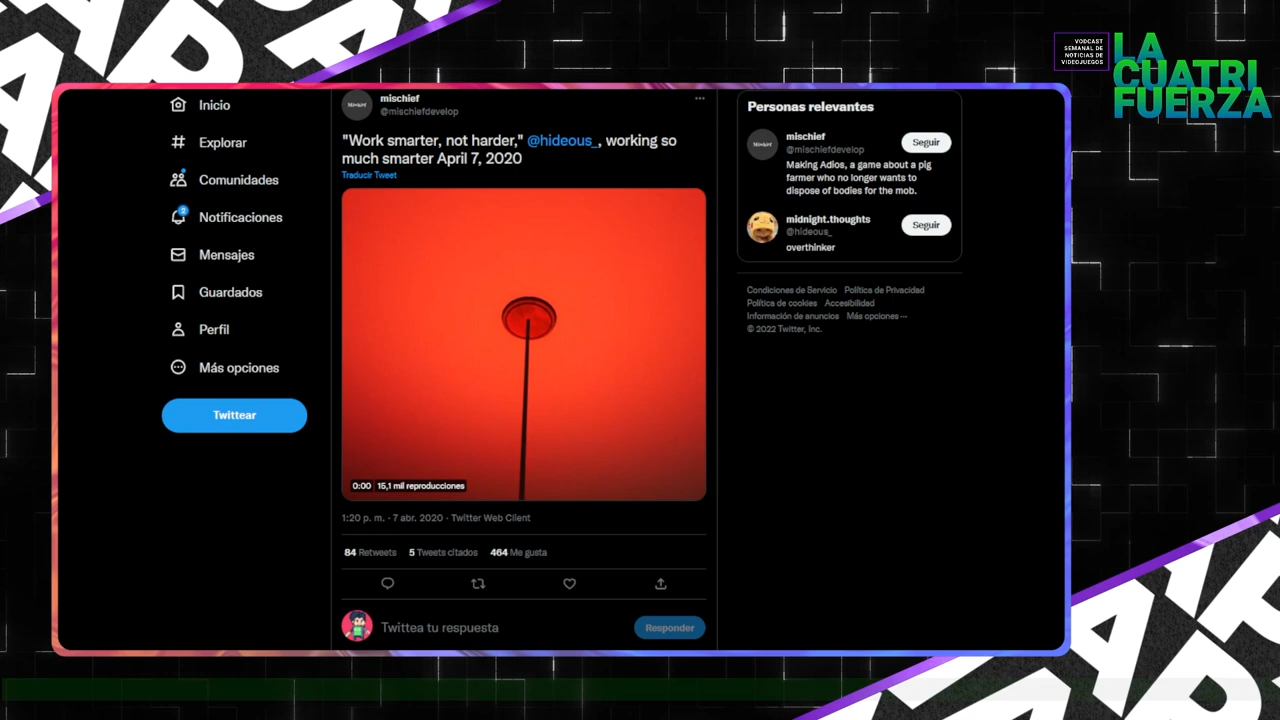 VODCAST
SEMANAL DE
NOTICIAS DE
VIDEOJUEGOS
LA
CUATRI
FUERZA
Inicio
Explorar
Comunidades
2
Notificaciones
Mensajes
Guardados
Perfil
Más opciones
Twittear
Mischief
mischief
@mischiefdevelop
"Work smarter, not harder," @hideous_, working so
much smarter April 7, 2020
Traducir Tweet
0:00 15,1 mil reproducciones
1:20 p. m. · 7 abr. 2020 · Twitter Web Client
84 Retweets 5 Tweets citados 464 Me gusta
Twittea tu respuesta
Responder
Personas relevantes
Mischief
mischief
@mischiefdevelop
Seguir
Making Adios, a game about a pig
farmer who no longer wants to
dispose of bodies for the mob.
midnight.thoughts
@hideous_
Seguir
overthinker
Condiciones de Servicio Política de Privacidad
Política de cookies Accesibilidad
Información de anuncios Más opciones ···
© 2022 Twitter, Inc.